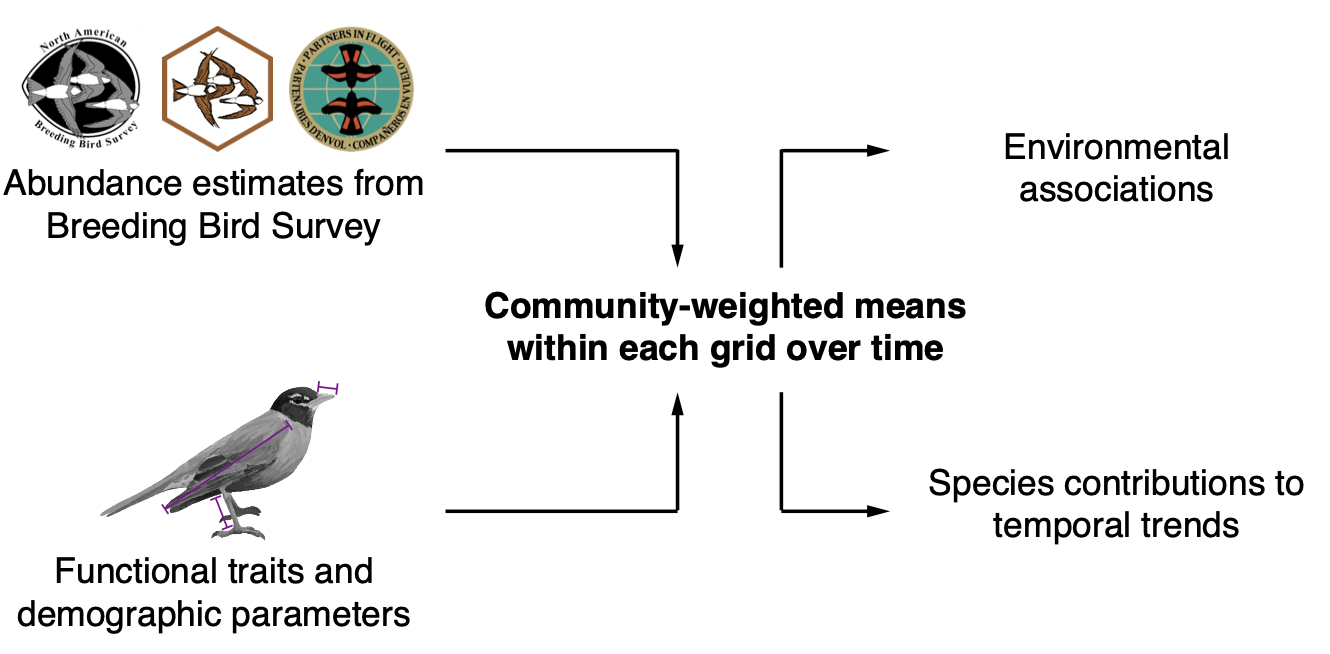 North American
Breeding Bird Survey
PARTNERS IN FLIGHT · COMPAÑEROS EN VUELO · PARTENAIRES D'ENVOL ·
Abundance estimates from
Breeding Bird Survey
Environmental
associations
Community-weighted means
within each grid over time
Functional traits and
demographic parameters
Species contributions to
temporal trends